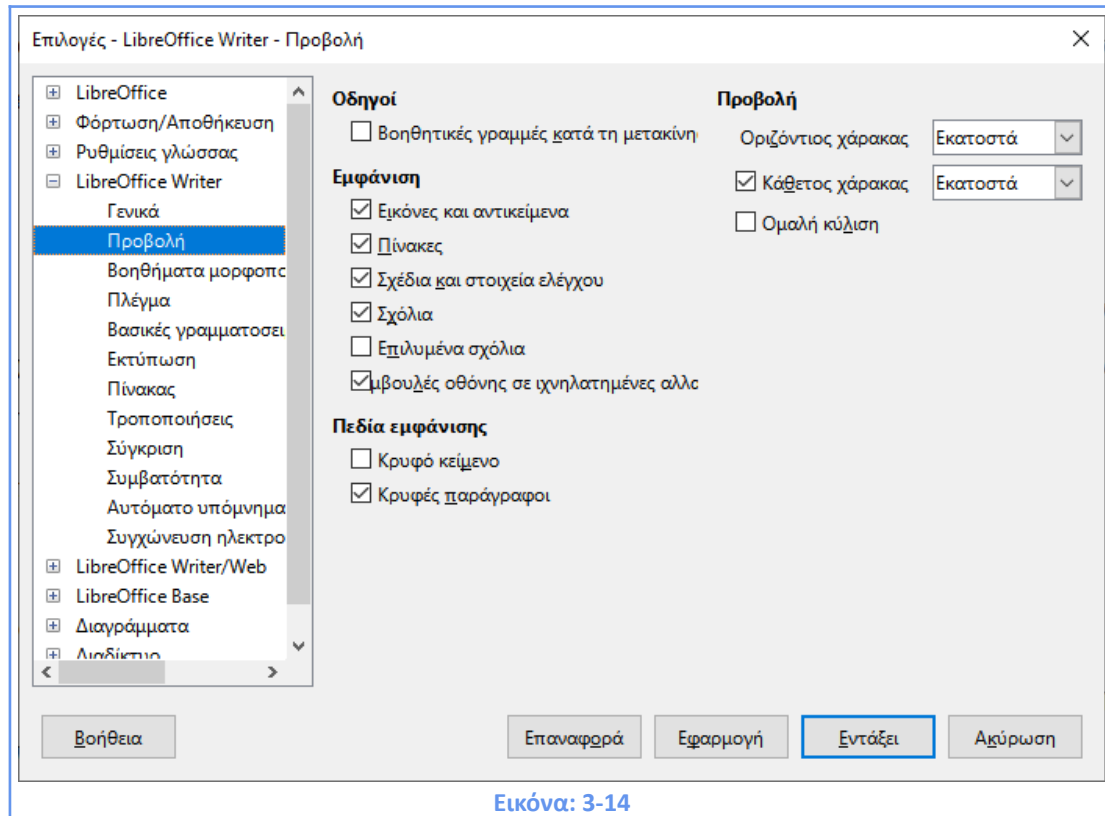 Επιλογές - LibreOffice Writer - Προβολή
LibreOffice
Φόρτωση/Αποθήκευση
Ρυθμίσεις γλώσσας
LibreOffice Writer
Γενικά
Προβολή
Βοηθήματα μορφοπο
Πλέγμα
Βασικές γραμματοσει
Εκτύπωση
Πίνακας
Τροποποιήσεις
Σύγκριση
Συμβατότητα
Αυτόματο υπόμνημα
Συγχώνευση ηλεκτρο
LibreOffice Writer/Web
LibreOffice Base
Διαγράμματα
Διαδίκτυο
Οδηγοί
Βοηθητικές γραμμές κατά τη μετακίνη
Εμφάνιση
Εικόνες και αντικείμενα
Πίνακες
Σχέδια και στοιχεία ελέγχου
Σχόλια
Επιλυμένα σχόλια
μβουλές οθόνης σε ιχνηλατημένες αλλα
Πεδία εμφάνισης
Κρυφό κείμενο
Κρυφές παράγραφοι
Προβολή
Οριζόντιος χάρακας Εκατοστά
Κάθετος χάρακας Εκατοστά
Ομαλή κύλιση
Βοήθεια Επαναφορά Εφαρμογή Εντάξει Ακύρωση
Εικόνα: 3-14